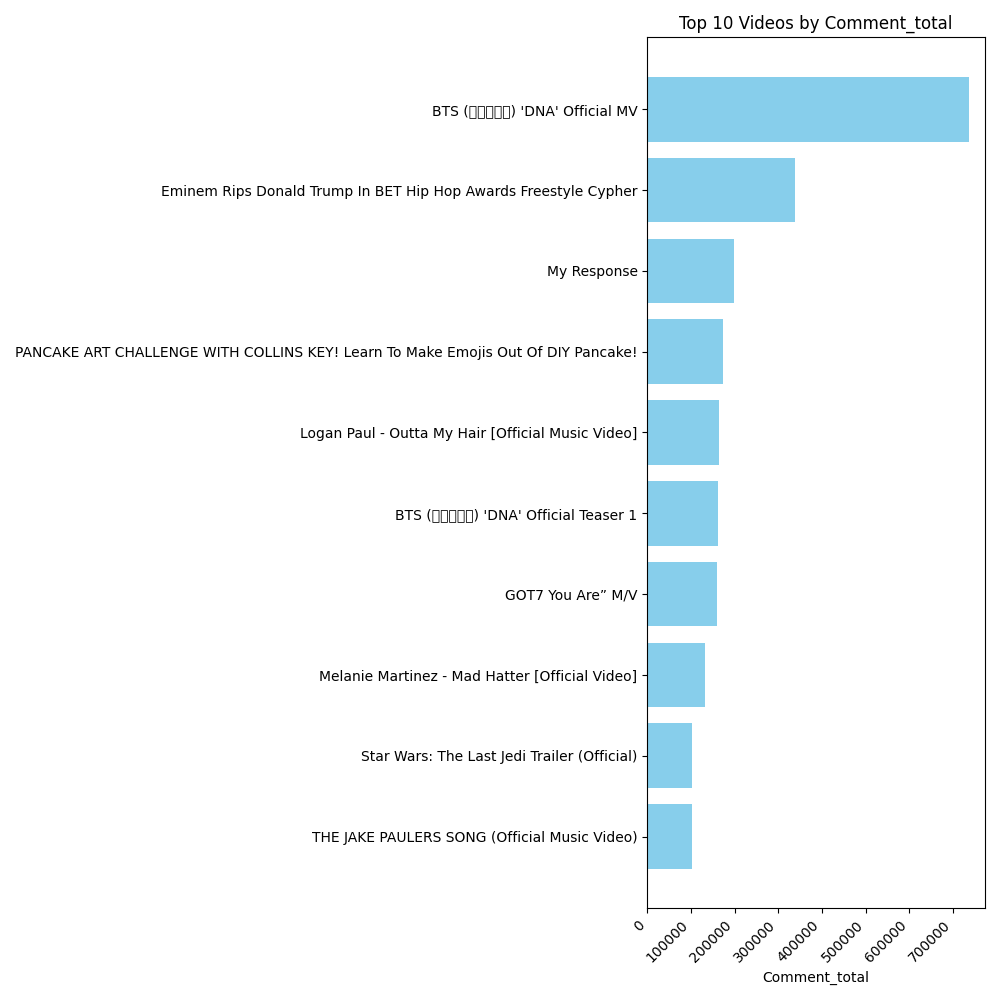 Top 10 Videos by Comment_total
BTS (□□□□□) 'DNA' Official MV
Eminem Rips Donald Trump In BET Hip Hop Awards Freestyle Cypher
My Response
PANCAKE ART CHALLENGE WITH COLLINS KEY! Learn To Make Emojis Out Of DIY Pancake!
Logan Paul - Outta My Hair [Official Music Video]
BTS (□□□□□) 'DNA' Official Teaser 1
GOT7 You Are” M/V
Melanie Martinez - Mad Hatter [Official Video]
Star Wars: The Last Jedi Trailer (Official)
THE JAKE PAULERS SONG (Official Music Video)
0
100000
200000
300000
400000
500000
600000
700000
Comment_total